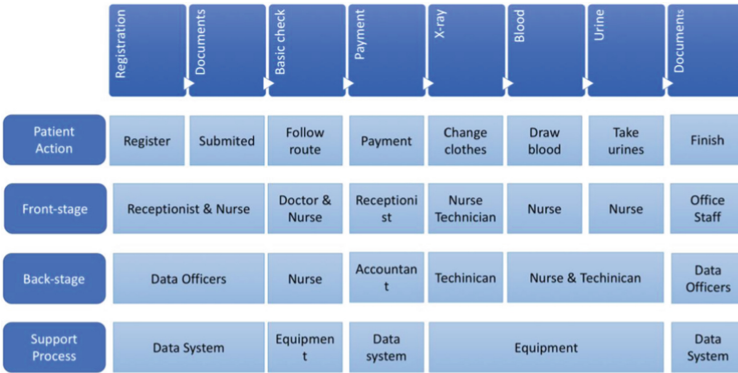 Registration
Documents
Basic check
Payment
X-ray
Blood
Urine
Documents
Patient
Action
Register
Submited
Follow
route
Payment
Change
clothes
Draw
blood
Take
urines
Finish
Front-stage
Receptionist & Nurse
Doctor &
Nurse
Receptioni
st
Nurse
Technician
Nurse
Nurse
Office
Staff
Back-stage
Data Officers
Nurse
Accountan
t
Techinican
Nurse & Techinican
Data
Officers
Support
Process
Data System
Equipmen
t
Data
system
Equipment
Data
System